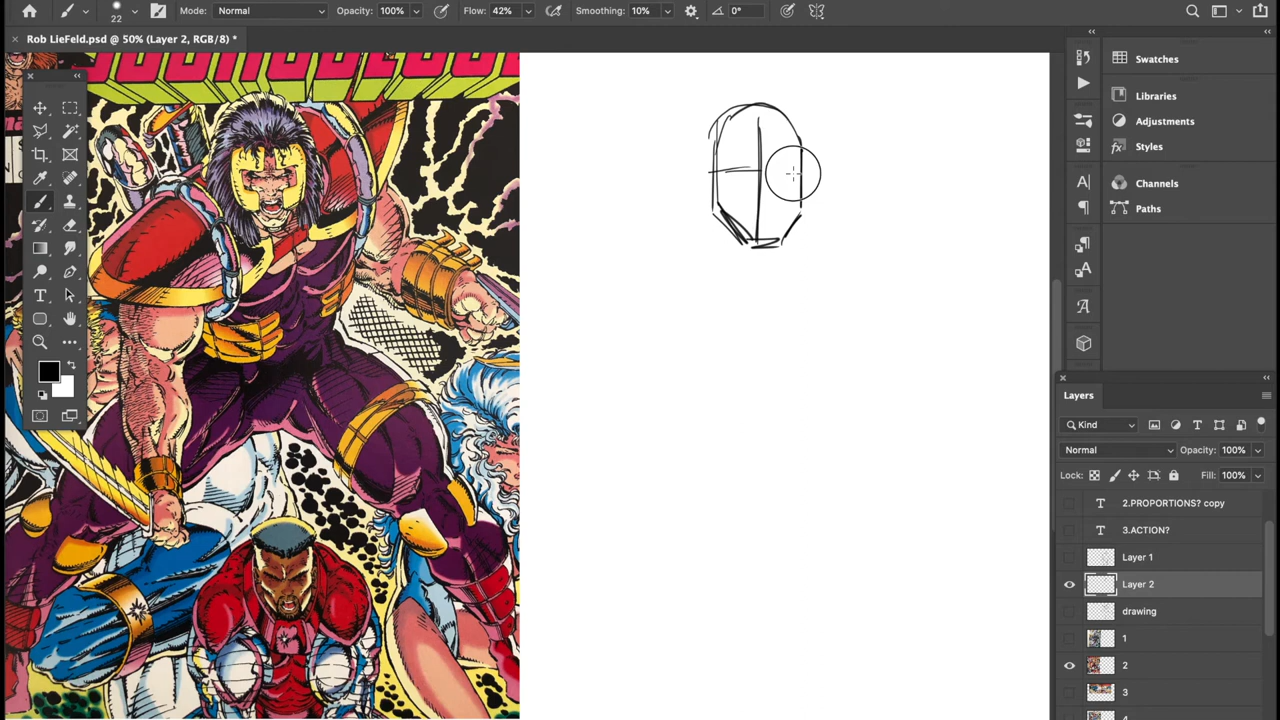 22
Mode: Normal
Opacity: 100%
Flow: 42%
Smoothing: 10%
0°
× Rob LieFeld.psd @ 50% (Layer 2, RGB/8) *
Swatches
Libraries
Adjustments
Styles
Channels
Paths
Layers
Kind
Normal
Opacity: 100%
Lock:
Fill: 100%
2.PROPORTIONS? copy
3.ACTION?
Layer 1
Layer 2
drawing
1
2
3